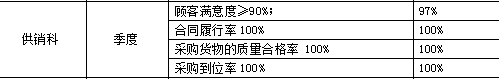 顾客满意度≥90%； 97%
合同履行率 100% 100%
供销科 季度
采购货物的质量合格率 100% 100%
采购到位率 100% 100%